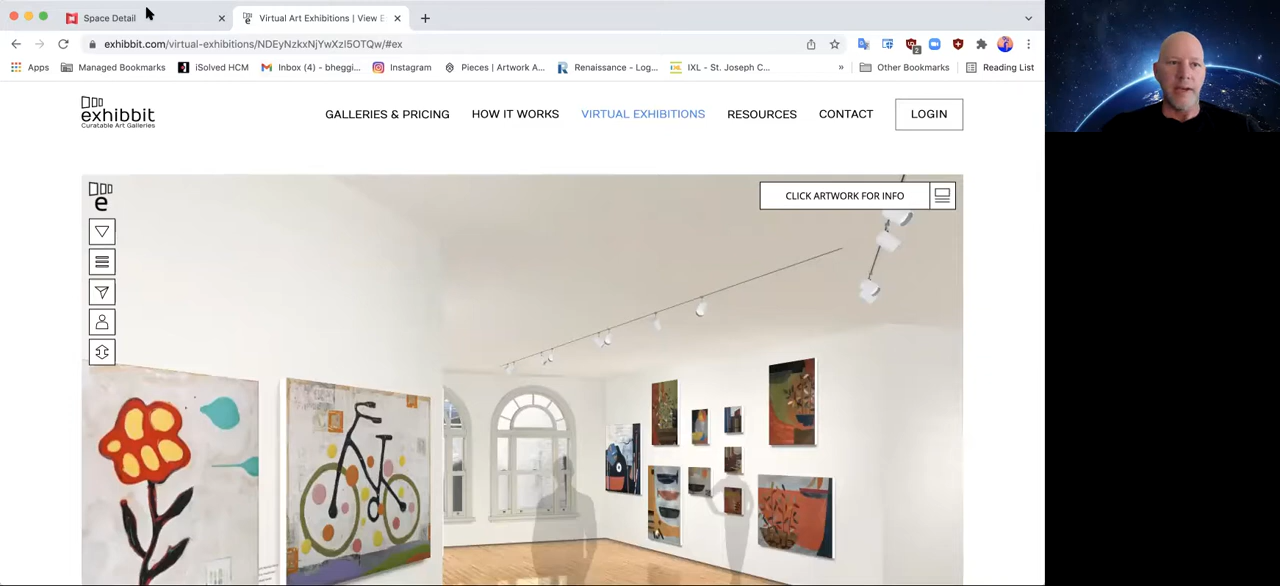 Space Detail
Virtual Art Exhibitions | View E
exhibbit.com/virtual-exhibitions/NDEyNzkxNjYwXzI5OTQw/#ex
2
Apps Managed Bookmarks iSolved HCM Inbox (4) - bheggi... Instagram Pieces | Artwork A... Renaissance - Log... IXL - St. Joseph C... » Other Bookmarks Reading List
exhibbit
Curatable Art Galleries
GALLERIES & PRICING HOW IT WORKS VIRTUAL EXHIBITIONS RESOURCES CONTACT LOGIN
e
CLICK ARTWORK FOR INFO